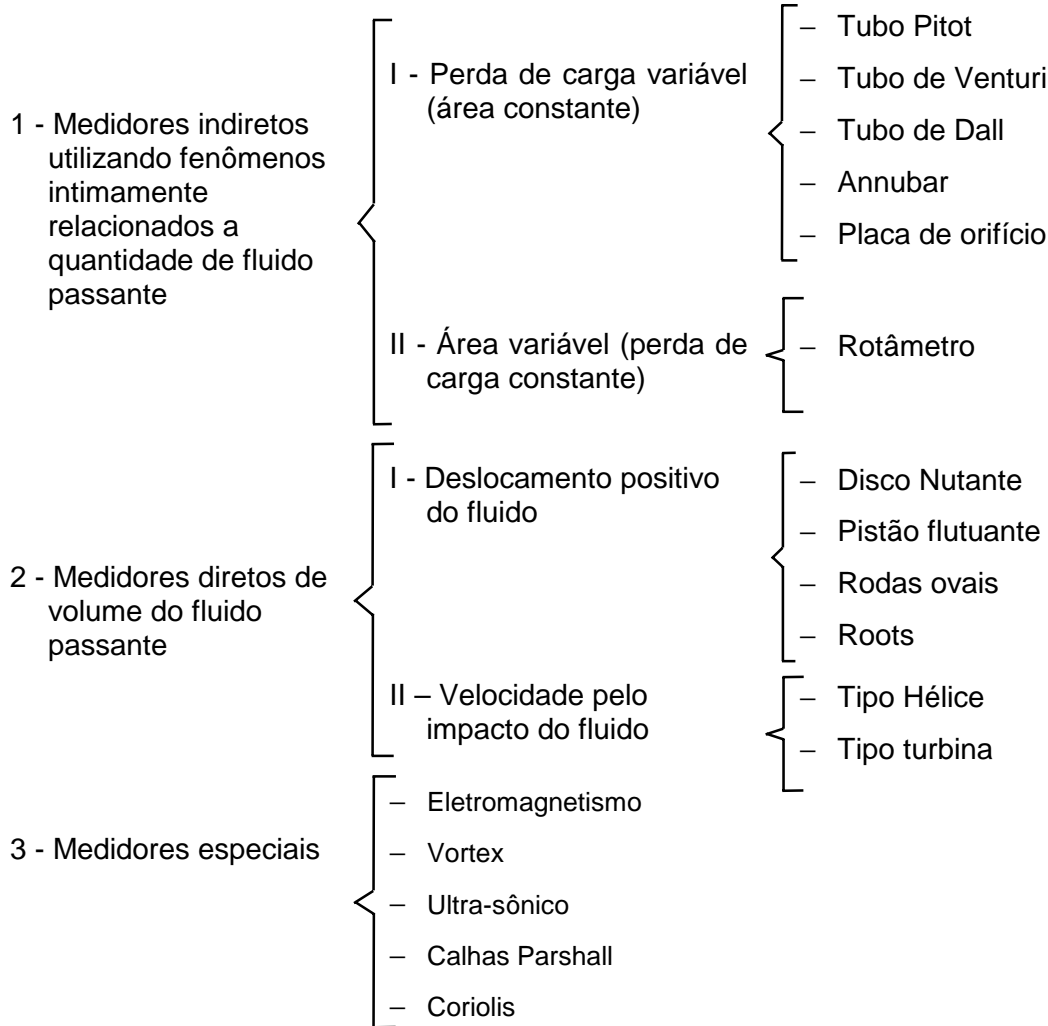 1 - Medidores indiretos
utilizando fenômenos
intimamente
relacionados a
quantidade de fluido
passante
I - Perda de carga variável
(área constante)
– Tubo Pitot
– Tubo de Venturi
– Tubo de Dall
– Annubar
– Placa de orifício
II - Área variável (perda de
carga constante)
– Rotâmetro
2 - Medidores diretos de
volume do fluido
passante
I - Deslocamento positivo
do fluido
– Disco Nutante
– Pistão flutuante
– Rodas ovais
– Roots
II – Velocidade pelo
impacto do fluido
– Tipo Hélice
– Tipo turbina
3 - Medidores especiais
– Eletromagnetismo
– Vortex
– Ultra-sônico
– Calhas Parshall
– Coriolis